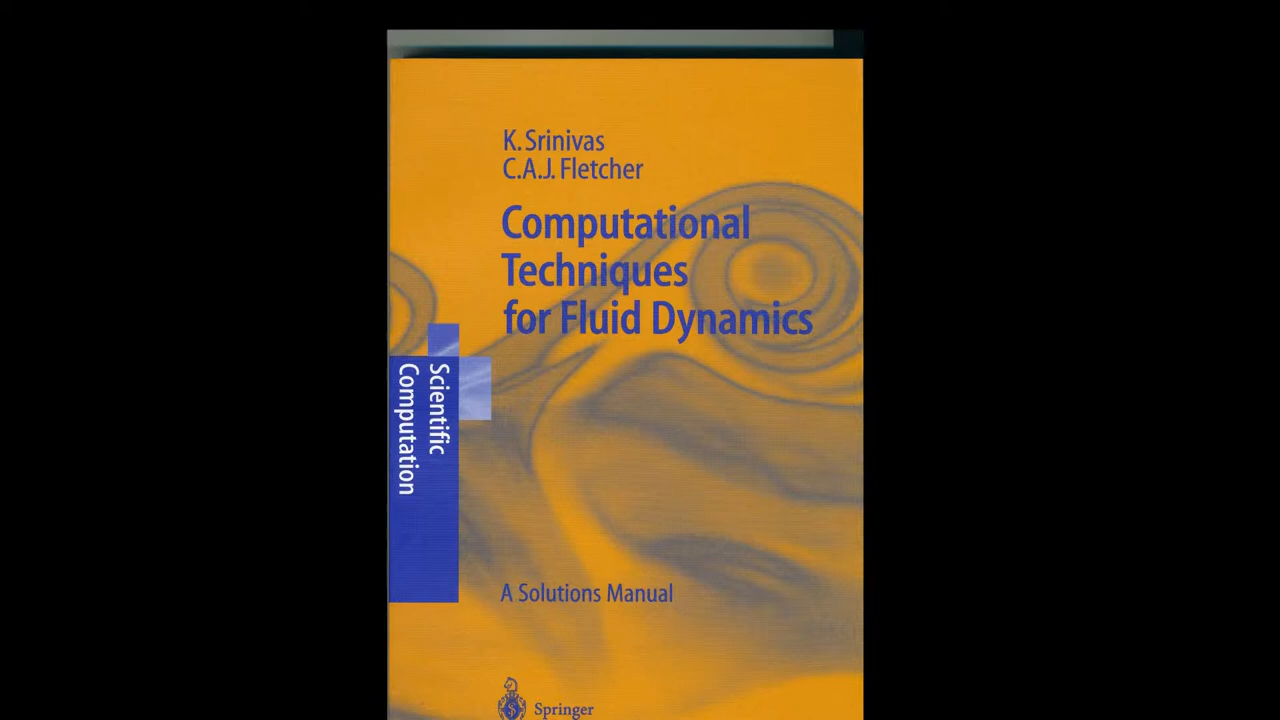 K. Srinivas
C.A.J. Fletcher
Computational
Techniques
for Fluid Dynamics
Scientific
Computation
A Solutions Manual
Springer